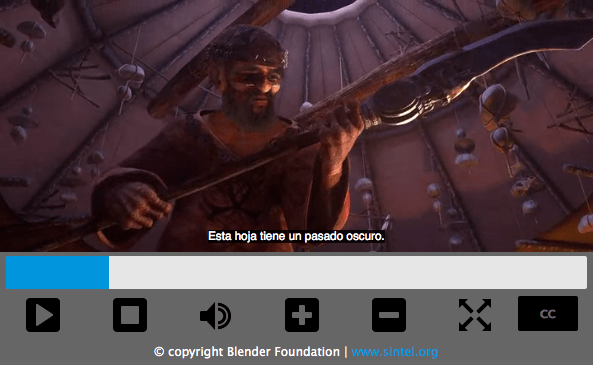 Esta hoja tiene un pasado oscuro.
CC
© copyright Blender Foundation | www.sintel.org